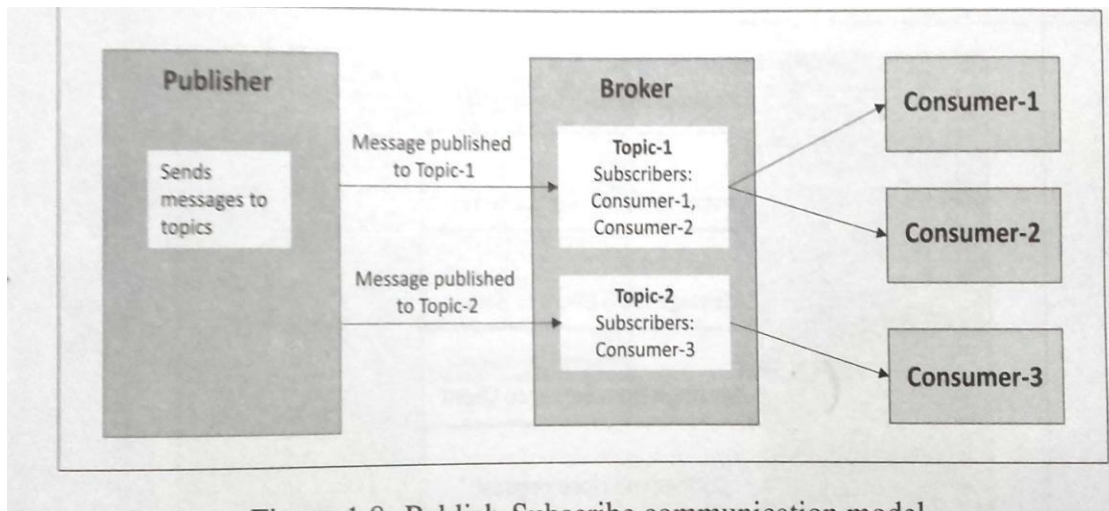 Publisher
Sends
messages to
topics
Message published
to Topic-1
Message published
to Topic-2
Broker
Topic-1
Subscribers:
Consumer-1,
Consumer-2
Topic-2
Subscribers:
Consumer-3
Consumer-1
Consumer-2
Consumer-3
Publish-Subscribe communication model